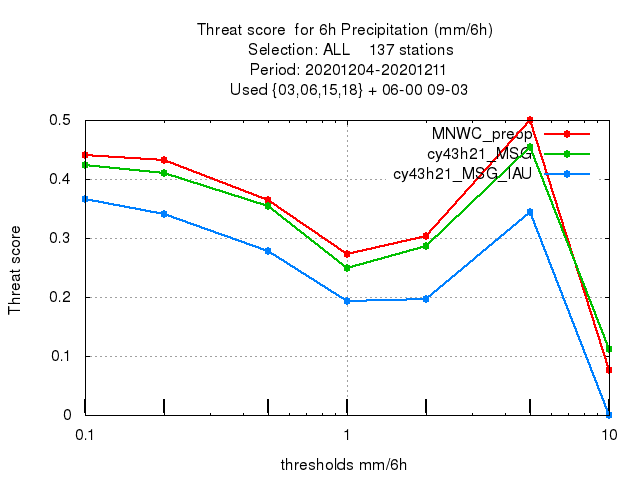 Threat score  for 6h Precipitation (mm/6h)
Selection: ALL    137 stations
Period: 20201204-20201211
Used {03,06,15,18} + 06-00 09-03
0.5
MNWC_preop
cy43h21_MSG
0.4
cy43h21_MSG_IAU
0.3
Threat score
0.2
0.1
0
0.1
1
10
thresholds mm/6h